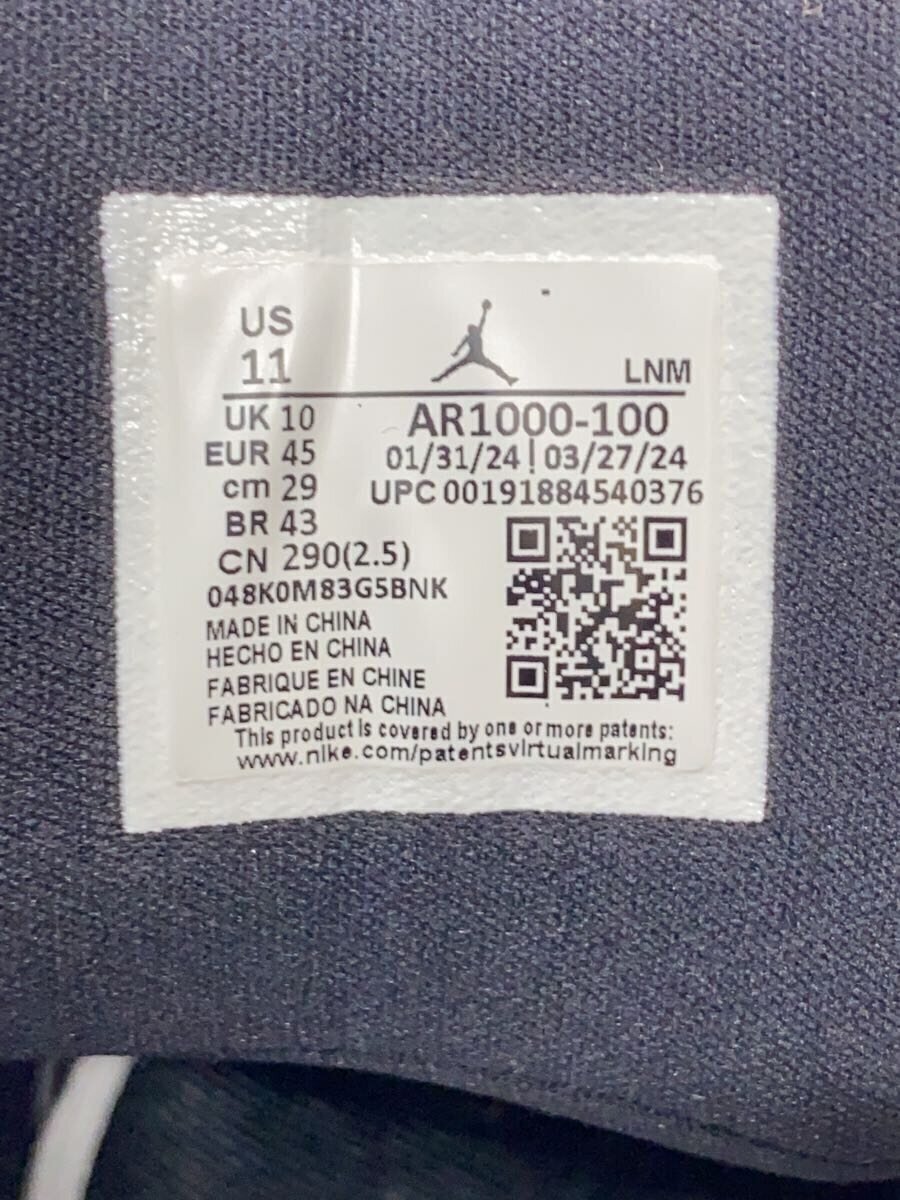 US
11
LNM
UK 10
EUR 45
cm 29
BR 43
CN 290(2.5)
AR1000-100
01/31/24 | 03/27/24
UPC 00191884540376
048K0M83G5BNK
MADE IN CHINA
HECHO EN CHINA
FABRIQUE EN CHINE
FABRICADO NA CHINA
This product is covered by one or more patents:
www.nike.com/patentsvirtualmarking